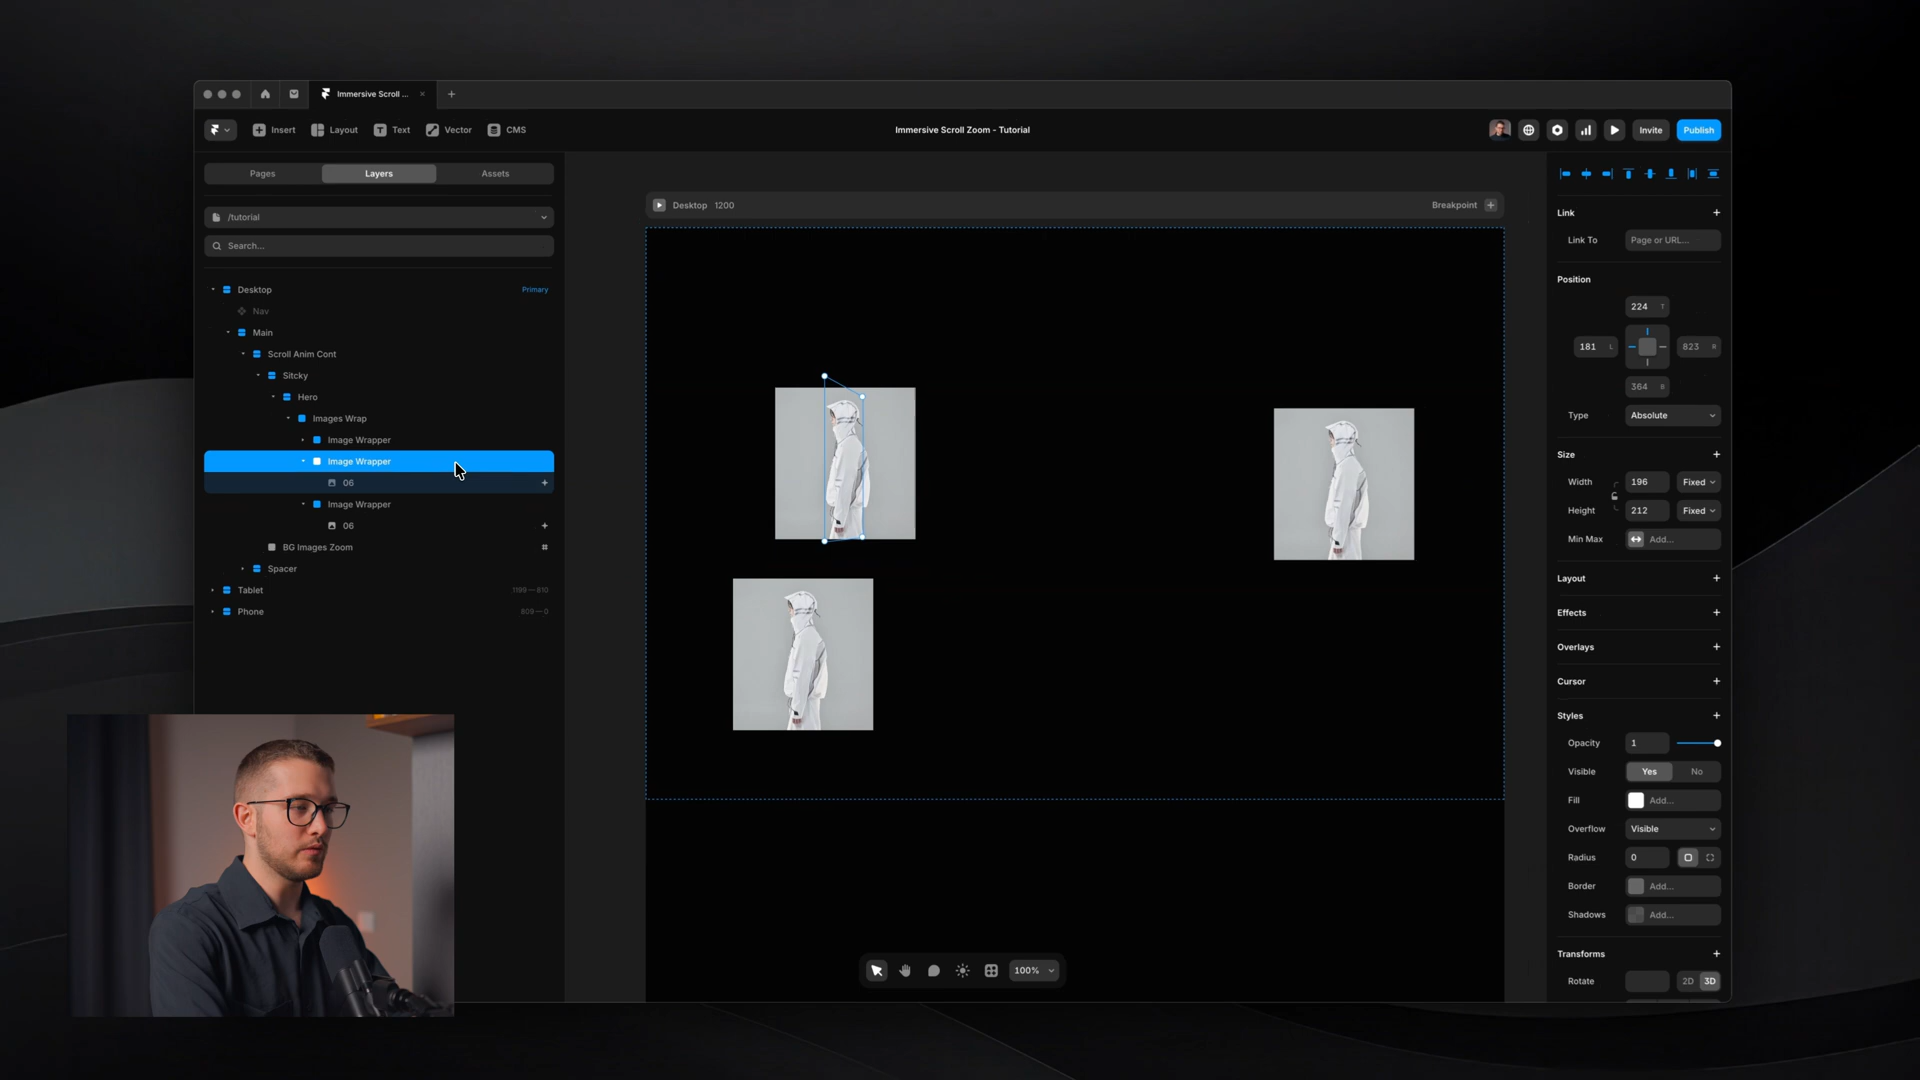 Immersive Scroll ...
Insert
Layout
Text
Vector
CMS
Immersive Scroll Zoom - Tutorial
Invite
Publish
Pages
Layers
Assets
/tutorial
Search...
Desktop
Primary
Nav
Main
Scroll Anim Cont
Sitcky
Hero
Images Wrap
Image Wrapper
Image Wrapper
06
Image Wrapper
06
BG Images Zoom
Spacer
Tablet
1199 — 810
Phone
809 — 0
Desktop 1200
Breakpoint
100%
Link
Link To
Page or URL...
Position
224 T
181 L
823 R
364 B
Type
Absolute
Size
Width
196
Fixed
Height
212
Fixed
Min Max
Add...
Layout
Effects
Overlays
Cursor
Styles
Opacity
1
Visible
Yes
No
Fill
Add...
Overflow
Visible
Radius
0
Border
Add...
Shadows
Add...
Transforms
Rotate
2D
3D